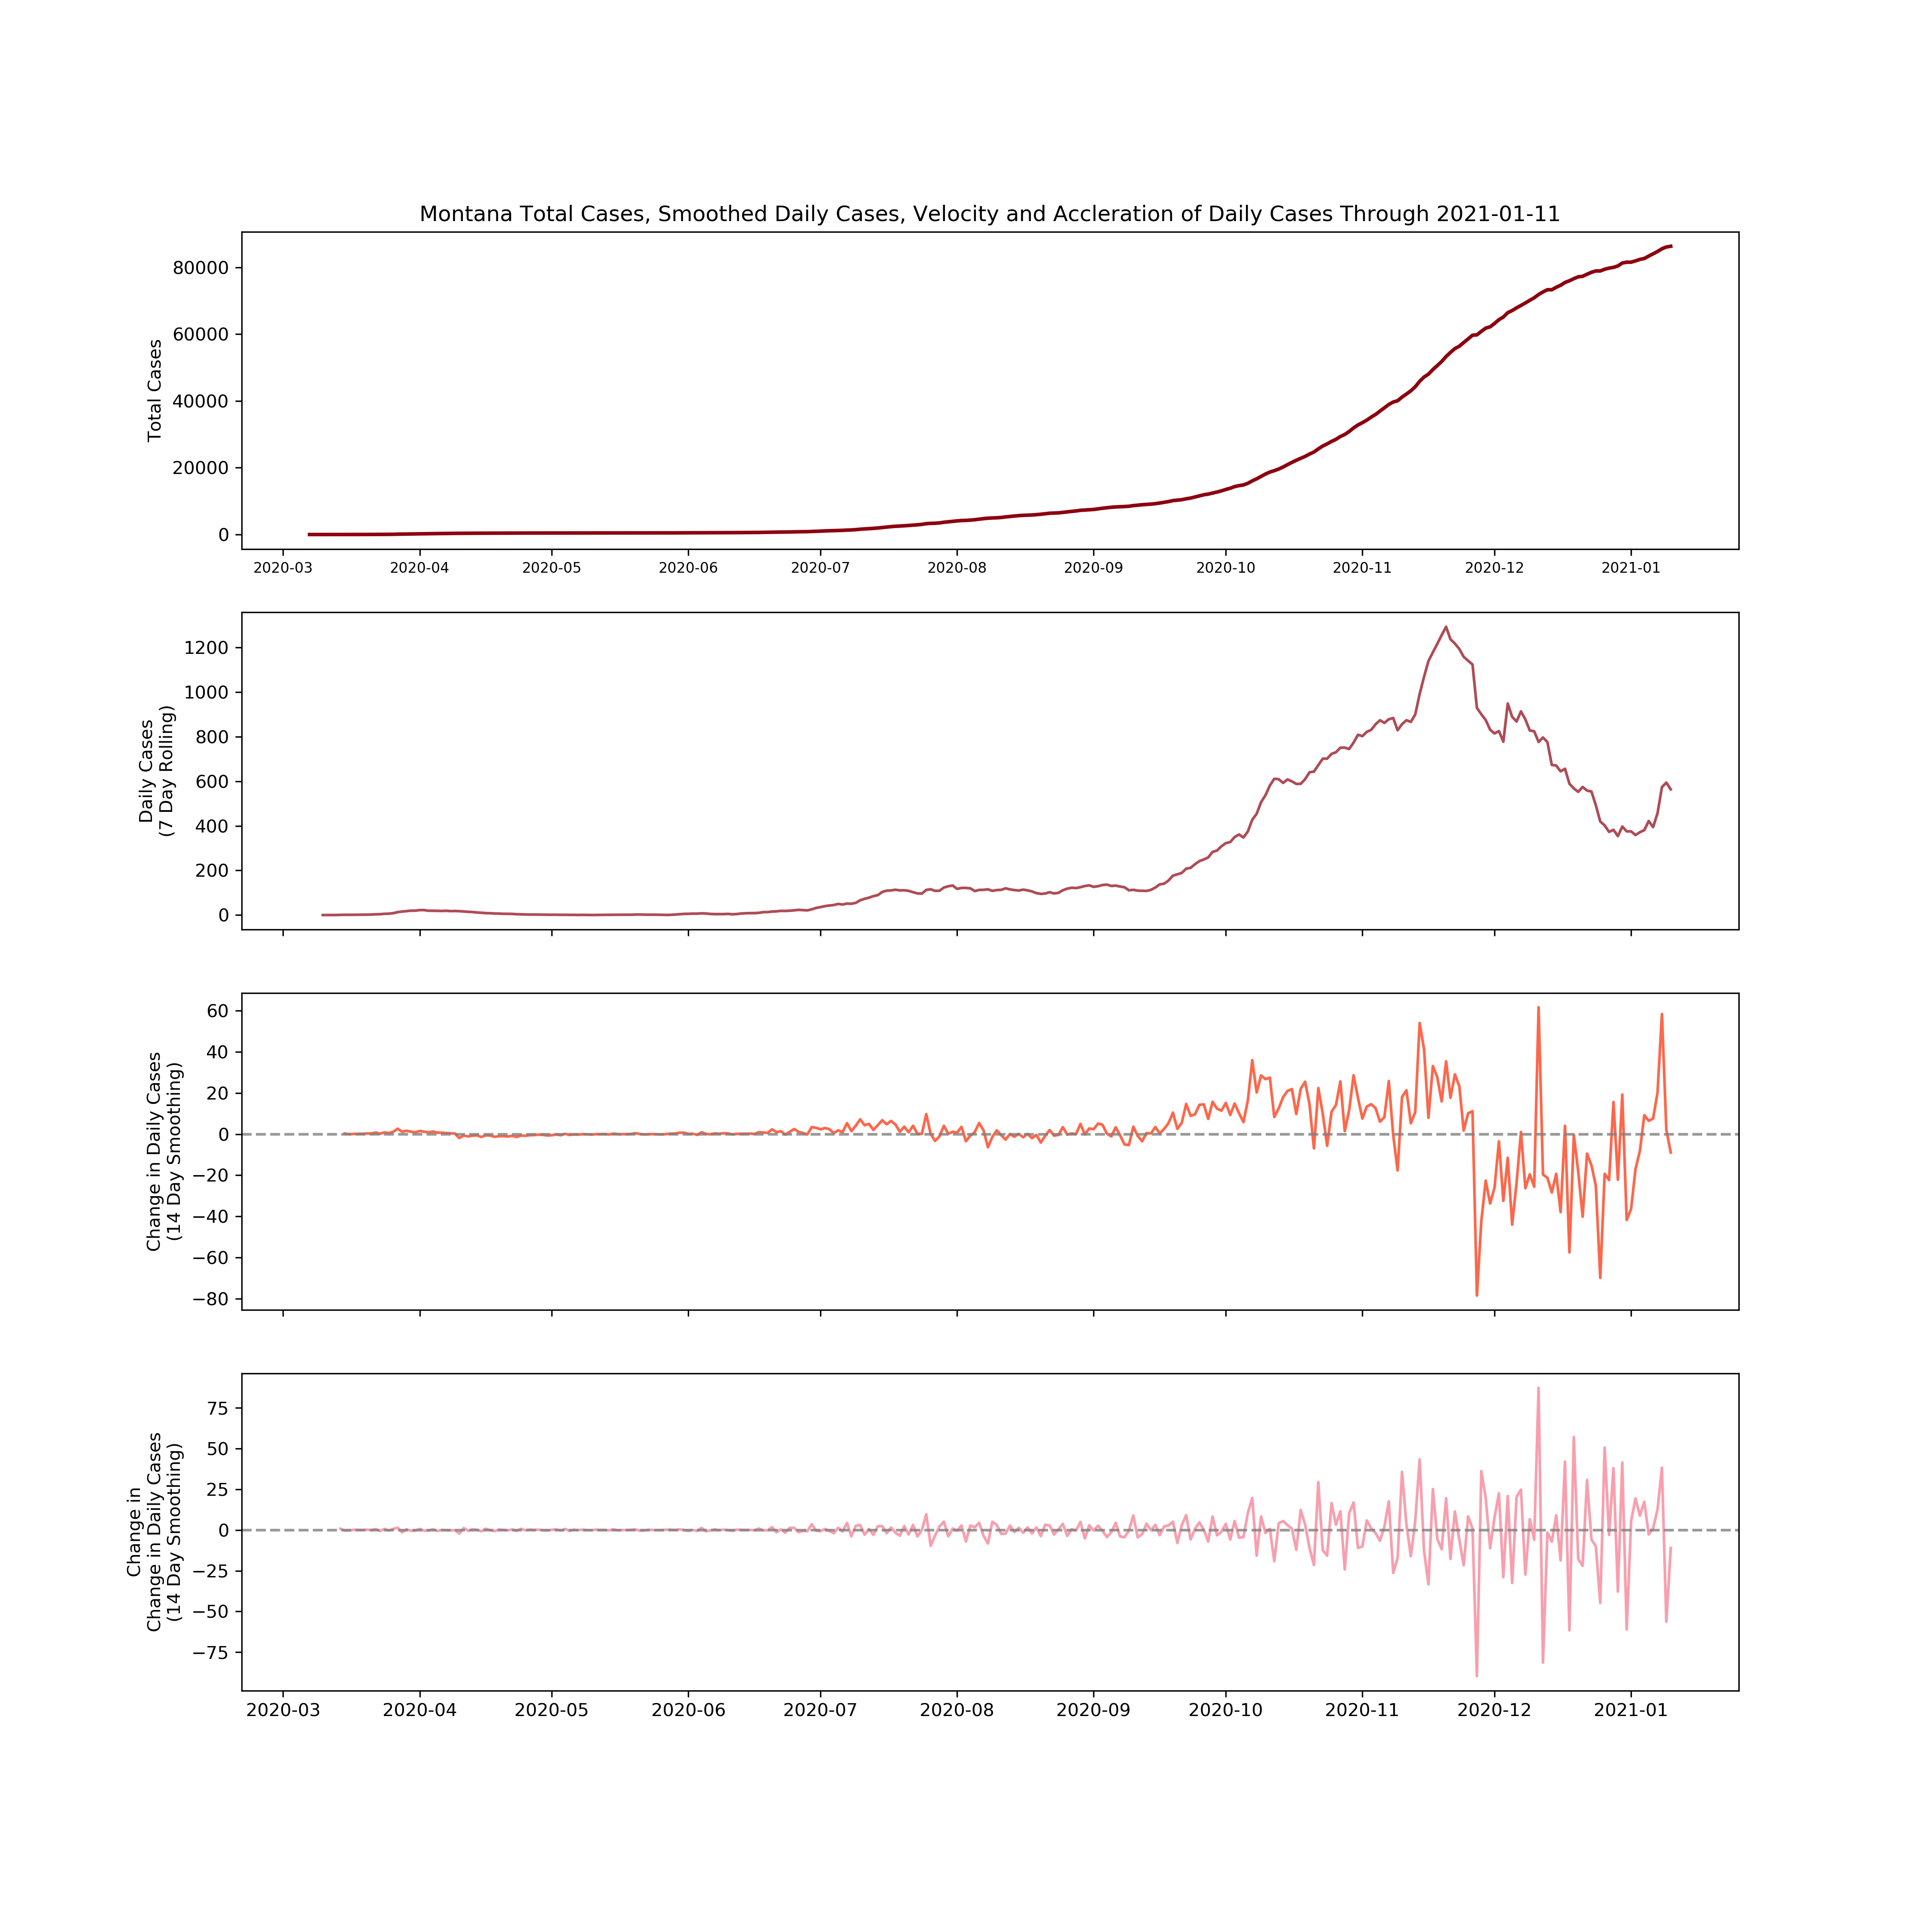 Montana Total Cases, Smoothed Daily Cases, Velocity and Accleration of Daily Cases Through 2021-01-11
Total Cases
80000
60000
40000
20000
0
2020-03 2020-04 2020-05 2020-06 2020-07 2020-08 2020-09 2020-10 2020-11 2020-12 2021-01
Daily Cases
(7 Day Rolling)
1200
1000
800
600
400
200
0
Change in Daily Cases
(14 Day Smoothing)
60
40
20
0
−20
−40
−60
−80
Change in
Change in Daily Cases
(14 Day Smoothing)
75
50
25
0
−25
−50
−75
2020-03 2020-04 2020-05 2020-06 2020-07 2020-08 2020-09 2020-10 2020-11 2020-12 2021-01